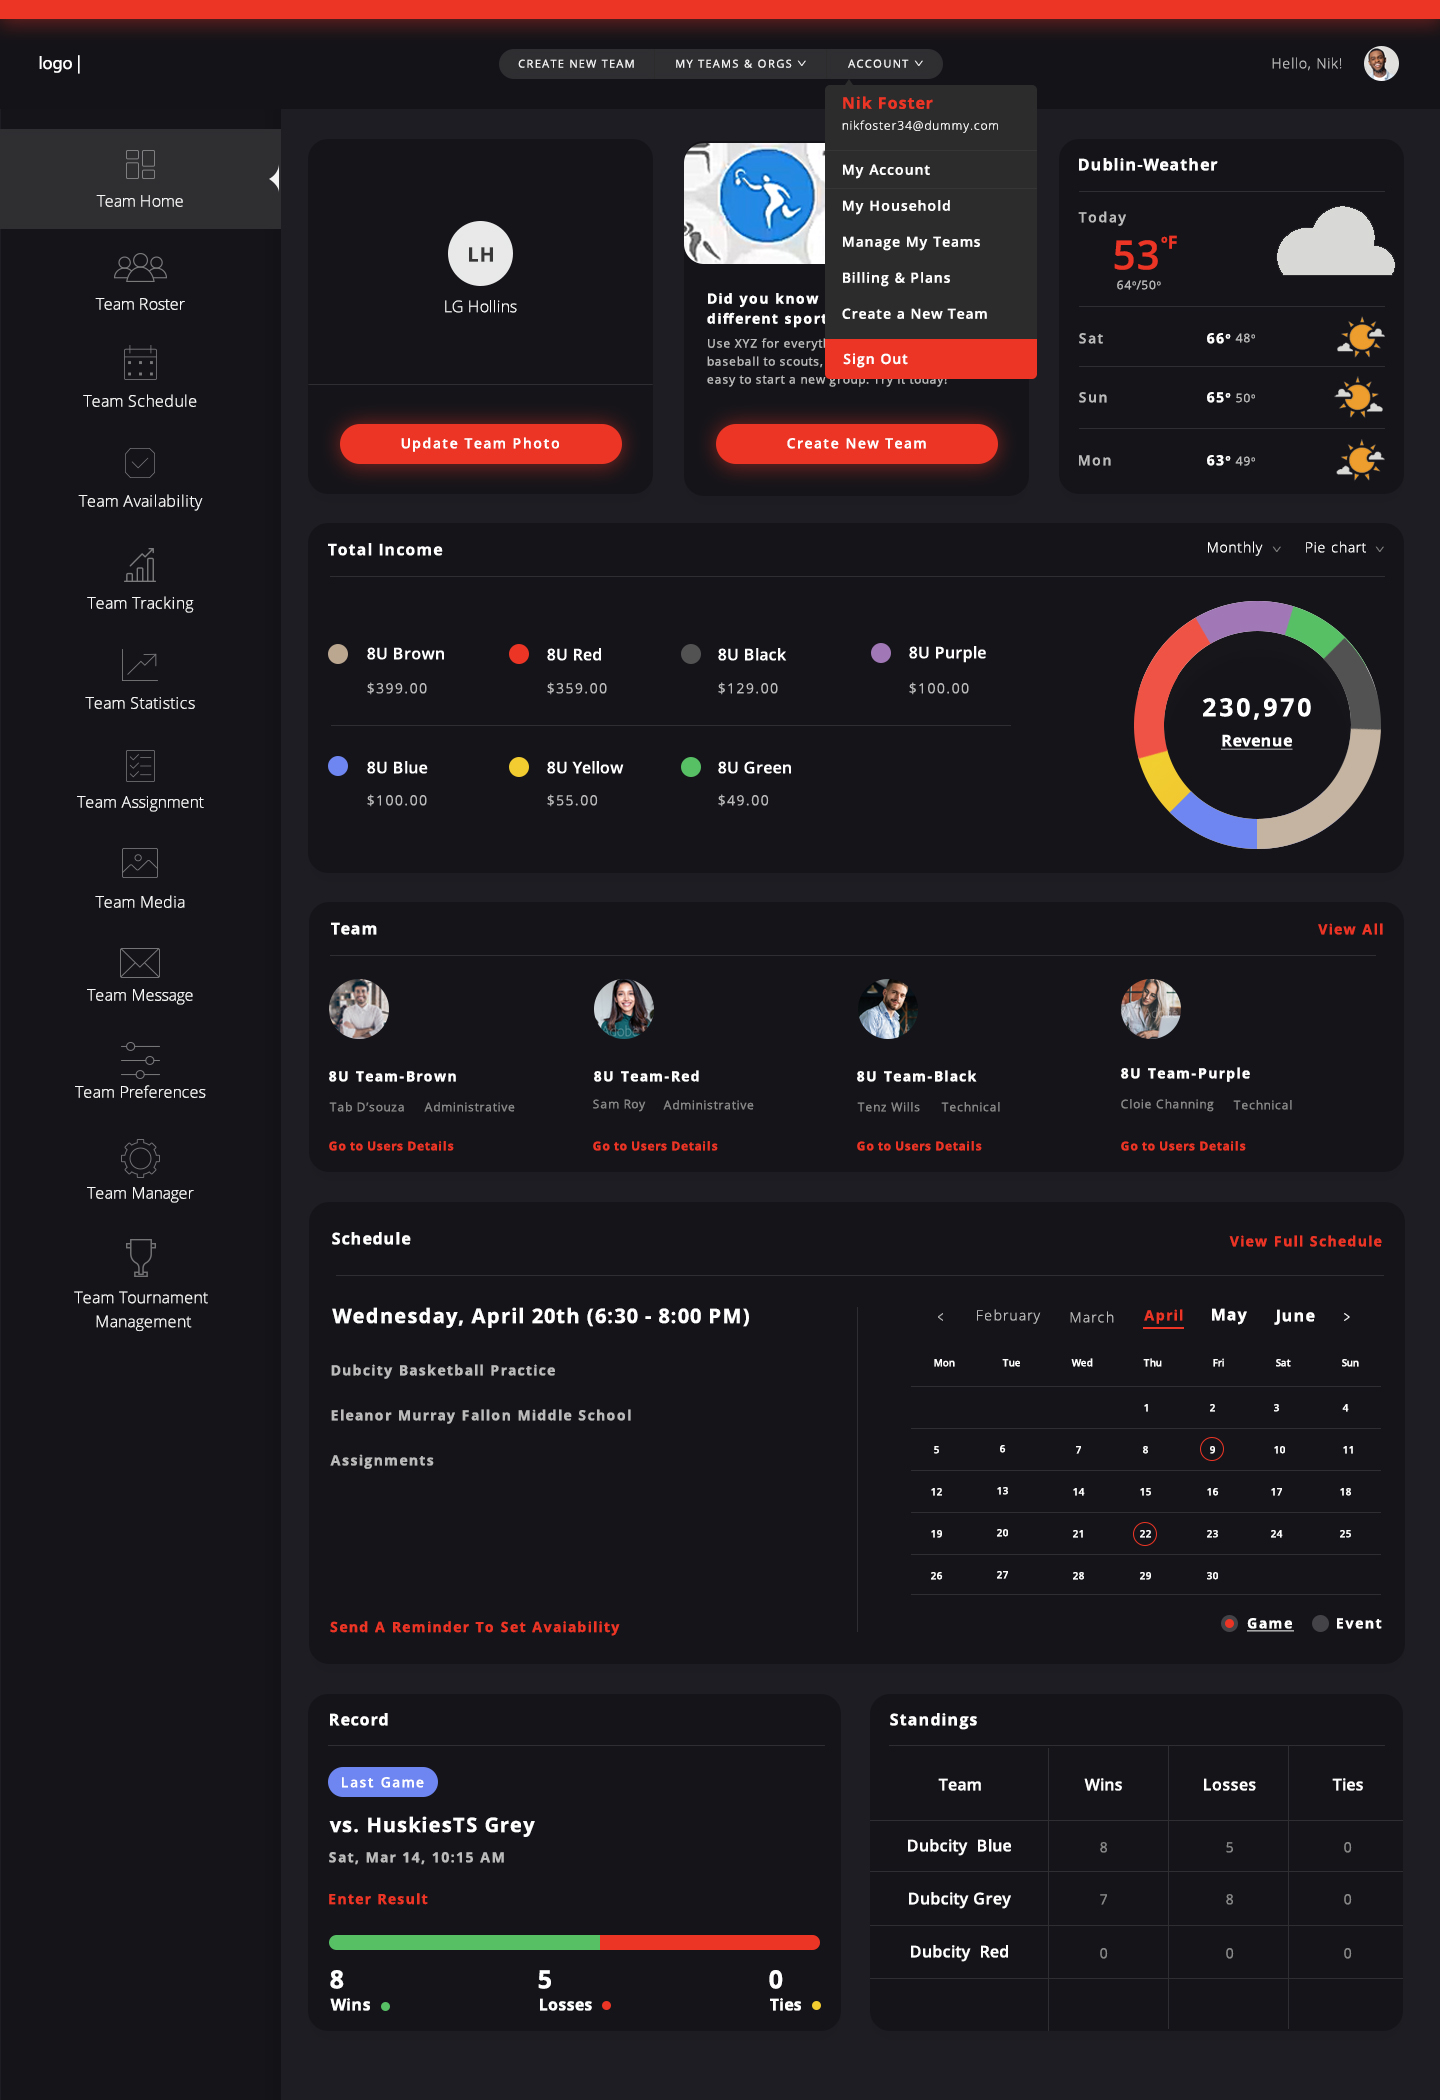 logo |
CREATE NEW TEAM
MY TEAMS & ORGS
ACCOUNT
Hello, Nik!
Nik Foster
nikfoster34@dummy.com
My Account
My Household
Manage My Teams
Billing & Plans
Create a New Team
Sign Out
Team Home
Team Roster
Team Schedule
Team Availability
Team Tracking
Team Statistics
Team Assignment
Team Media
Team Message
Team Preferences
Team Manager
Team Tournament
Management
LH
LG Hollins
Update Team Photo
Did you know
different sport
Use XYZ for everyth
baseball to scouts,
easy to start a new group. Try it today!
Create New Team
Dublin-Weather
Today
53°F
64°/50°
Sat 66° 48°
Sun 65° 50°
Mon 63° 49°
Total Income
Monthly
Pie chart
8U Brown
$399.00
8U Red
$359.00
8U Black
$129.00
8U Purple
$100.00
8U Blue
$100.00
8U Yellow
$55.00
8U Green
$49.00
230,970
Revenue
Team
View All
8U Team-Brown
Tab D'souza Administrative
Go to Users Details
8U Team-Red
Sam Roy Administrative
Go to Users Details
8U Team-Black
Tenz Wills Technical
Go to Users Details
8U Team-Purple
Cloie Channing Technical
Go to Users Details
Schedule
View Full Schedule
Wednesday, April 20th (6:30 - 8:00 PM)
Dubcity Basketball Practice
Eleanor Murray Fallon Middle School
Assignments
Send A Reminder To Set Avaiability
< February March April May June >
Mon Tue Wed Thu Fri Sat Sun
1 2 3 4
5 6 7 8 9 10 11
12 13 14 15 16 17 18
19 20 21 22 23 24 25
26 27 28 29 30
Game Event
Record
Last Game
vs. HuskiesTS Grey
Sat, Mar 14, 10:15 AM
Enter Result
8 5 0
Wins Losses Ties
Standings
Team Wins Losses Ties
Dubcity Blue 8 5 0
Dubcity Grey 7 8 0
Dubcity Red 0 0 0